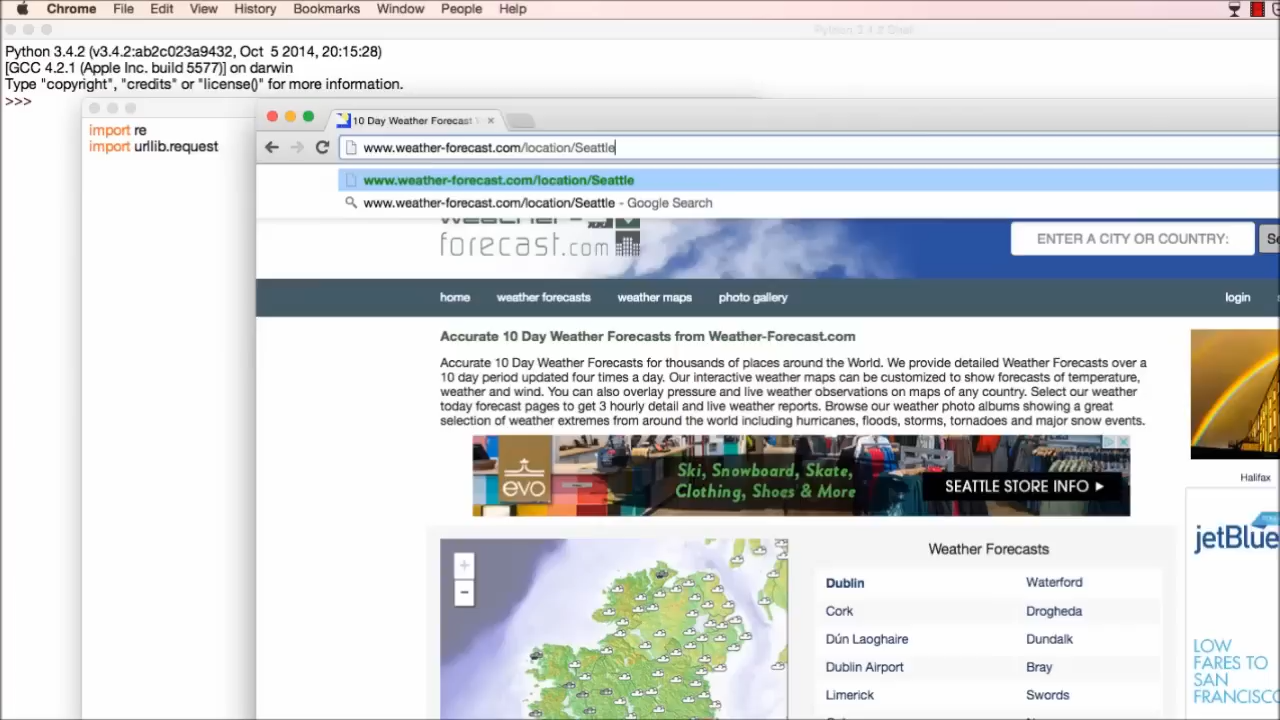 Chrome File Edit View History Bookmarks Window People Help
Python 3.4.2 Shell
Python 3.4.2 (v3.4.2:ab2c023a9432, Oct 5 2014, 20:15:28)
[GCC 4.2.1 (Apple Inc. build 5577)] on darwin
Type "copyright", "credits" or "license()" for more information.
>>>
import re
import urllib.request
10 Day Weather Forecast
www.weather-forecast.com/location/Seattle
www.weather-forecast.com/location/Seattle
www.weather-forecast.com/location/Seattle - Google Search
weather-
forecast.com
ENTER A CITY OR COUNTRY:
home weather forecasts weather maps photo gallery login
Accurate 10 Day Weather Forecasts from Weather-Forecast.com
Accurate 10 Day Weather Forecasts for thousands of places around the World. We provide detailed Weather Forecasts over a
10 day period updated four times a day. Our interactive weather maps can be customized to show forecasts of temperature,
weather and wind. You can also overlay pressure and live weather observations on maps of any country. Select our weather
today forecast pages to get 3 hourly detail and live weather reports. Browse our weather photo albums showing a great
selection of weather extremes from around the world including hurricanes, floods, storms, tornadoes and major snow events.
evo
Ski, Snowboard, Skate,
Clothing, Shoes & More
SEATTLE STORE INFO
Halifax
jetBlue
LOW
FARES TO
SAN
FRANCISCO
Weather Forecasts
Dublin Waterford
Cork Drogheda
Dún Laoghaire Dundalk
Dublin Airport Bray
Limerick Swords